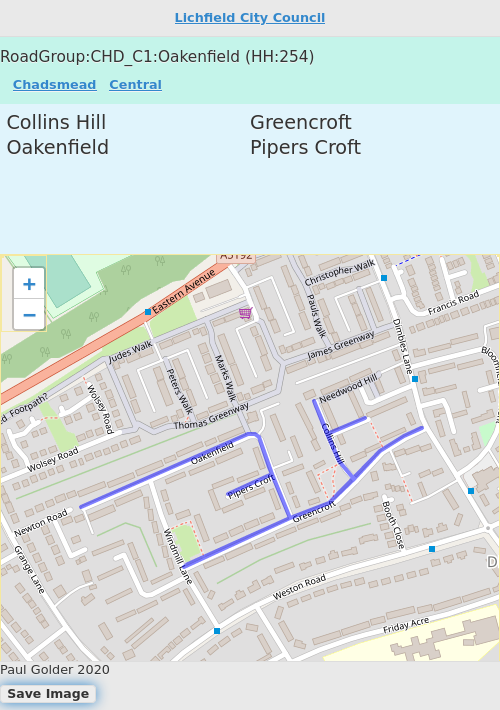 Lichfield City Council
RoadGroup:CHD_C1:Oakenfield (HH:254)
Chadsmead Central
Collins Hill Greencroft
Oakenfield Pipers Croft
+
−
A5192
Eastern Avenue
Christopher Walk
Pauls Walk
Francis Road
Dimbles Lane
James Greenway
Judes Walk
Marks Walk
Peters Walk
Needwood Hill
Footpath?
Wolsey Road
Thomas Greenway
Collins Hill
Wolsey Road
Oakenfield
Pipers Croft
Newton Road
Greencroft
Booth Close
Windmill Lane
Grange Lane
Weston Road
D
Friday Acre
Paul Golder 2020
Save Image